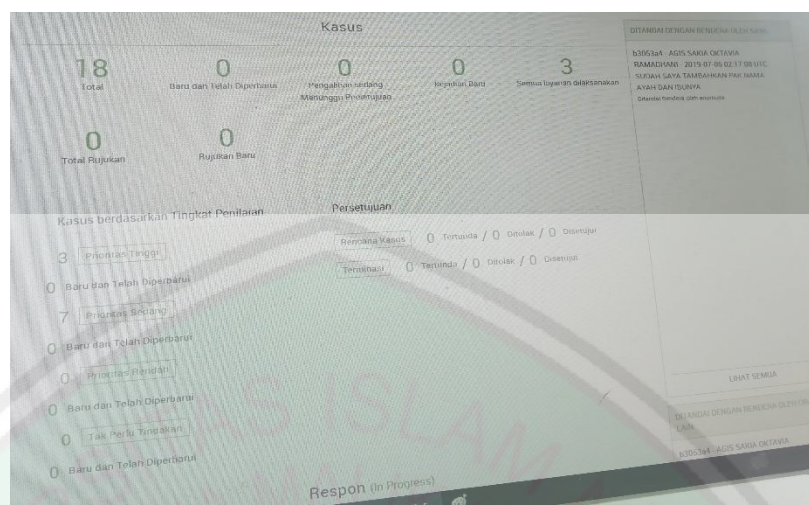 Kasus
18
Total
0
Baru dan Telah Diperbarui
0
Pengalihan sedang
Menunggu Persetujuan
0
Kejadian Baru
3
Semua layanan dilaksanakan
0
Total Rujukan
0
Rujukan Baru
Kasus berdasarkan Tingkat Penilaian
3 Prioritas Tinggi
0 Baru dan Telah Diperbarui
7 Prioritas Sedang
0 Baru dan Telah Diperbarui
0 Prioritas Rendah
0 Baru dan Telah Diperbarui
0 Tak Perlu Tindakan
0 Baru dan Telah Diperbarui
Persetujuan
Rencana Kasus 0 Tertunda / 0 Ditolak / 0 Disetujui
Terminasi 0 Tertunda / 0 Ditolak / 0 Disetujui
Respon (In Progress)
DITANDAI DENGAN BENDERA OLEH
b3053a4 - AGIS SAKIA OKTAVIA
RAMADHANI - 2019-07-05 02:17:08 UTC
SUDAH SAYA TAMBAHKAN PAK NAMA
AYAH DAN IBUNYA
Ditandai bendera oleh
LIHAT SEMUA
DITANDAI DENGAN BENDERA OLEH
LAIN
b3053a4 - AGIS SAKIA OKTAVIA